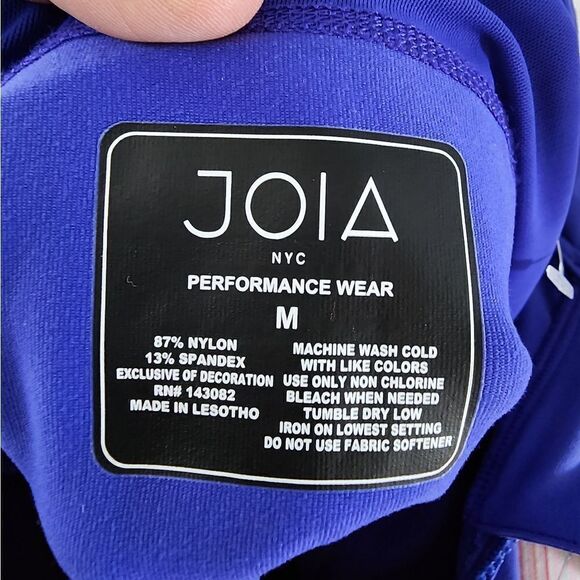 JOIA
NYC
PERFORMANCE WEAR
M
87% NYLON
13% SPANDEX
EXCLUSIVE OF DECORATION
RN# 143082
MADE IN LESOTHO
MACHINE WASH COLD
WITH LIKE COLORS
USE ONLY NON CHLORINE
BLEACH WHEN NEEDED
TUMBLE DRY LOW
IRON ON LOWEST SETTING
DO NOT USE FABRIC SOFTENER